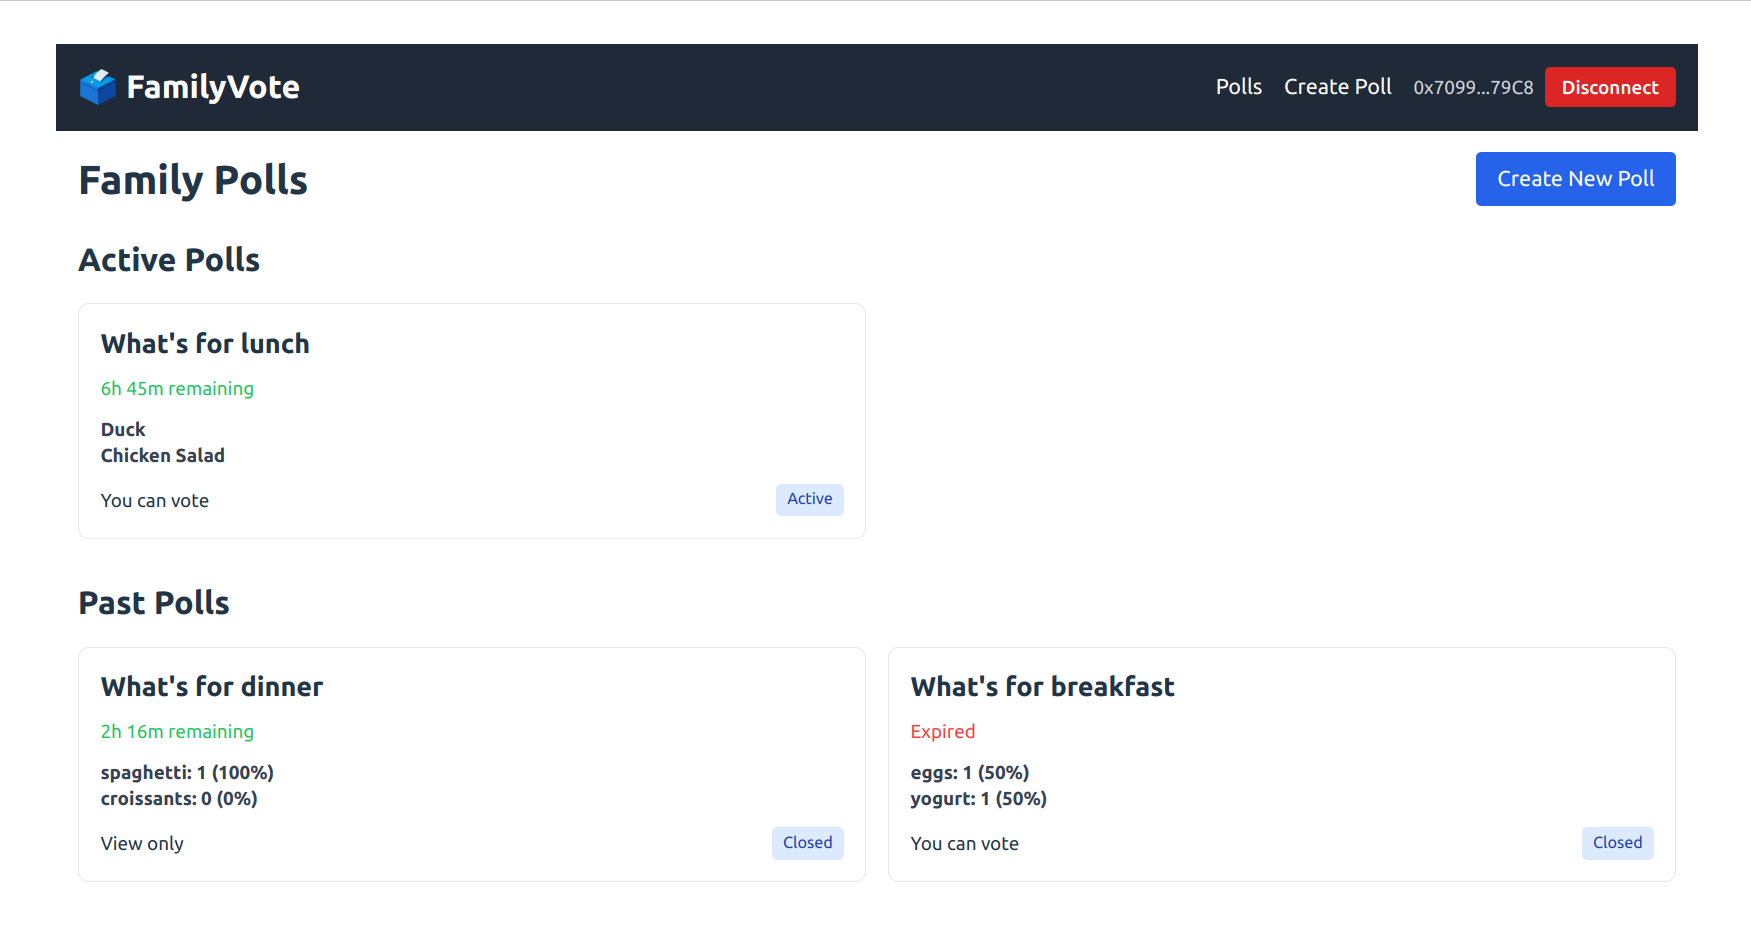 FamilyVote
Polls Create Poll 0x7099...79C8 Disconnect
Family Polls
Create New Poll
Active Polls
What's for lunch
6h 45m remaining
Duck
Chicken Salad
You can vote
Active
Past Polls
What's for dinner
2h 16m remaining
spaghetti: 1 (100%)
croissants: 0 (0%)
View only
Closed
What's for breakfast
Expired
eggs: 1 (50%)
yogurt: 1 (50%)
You can vote
Closed